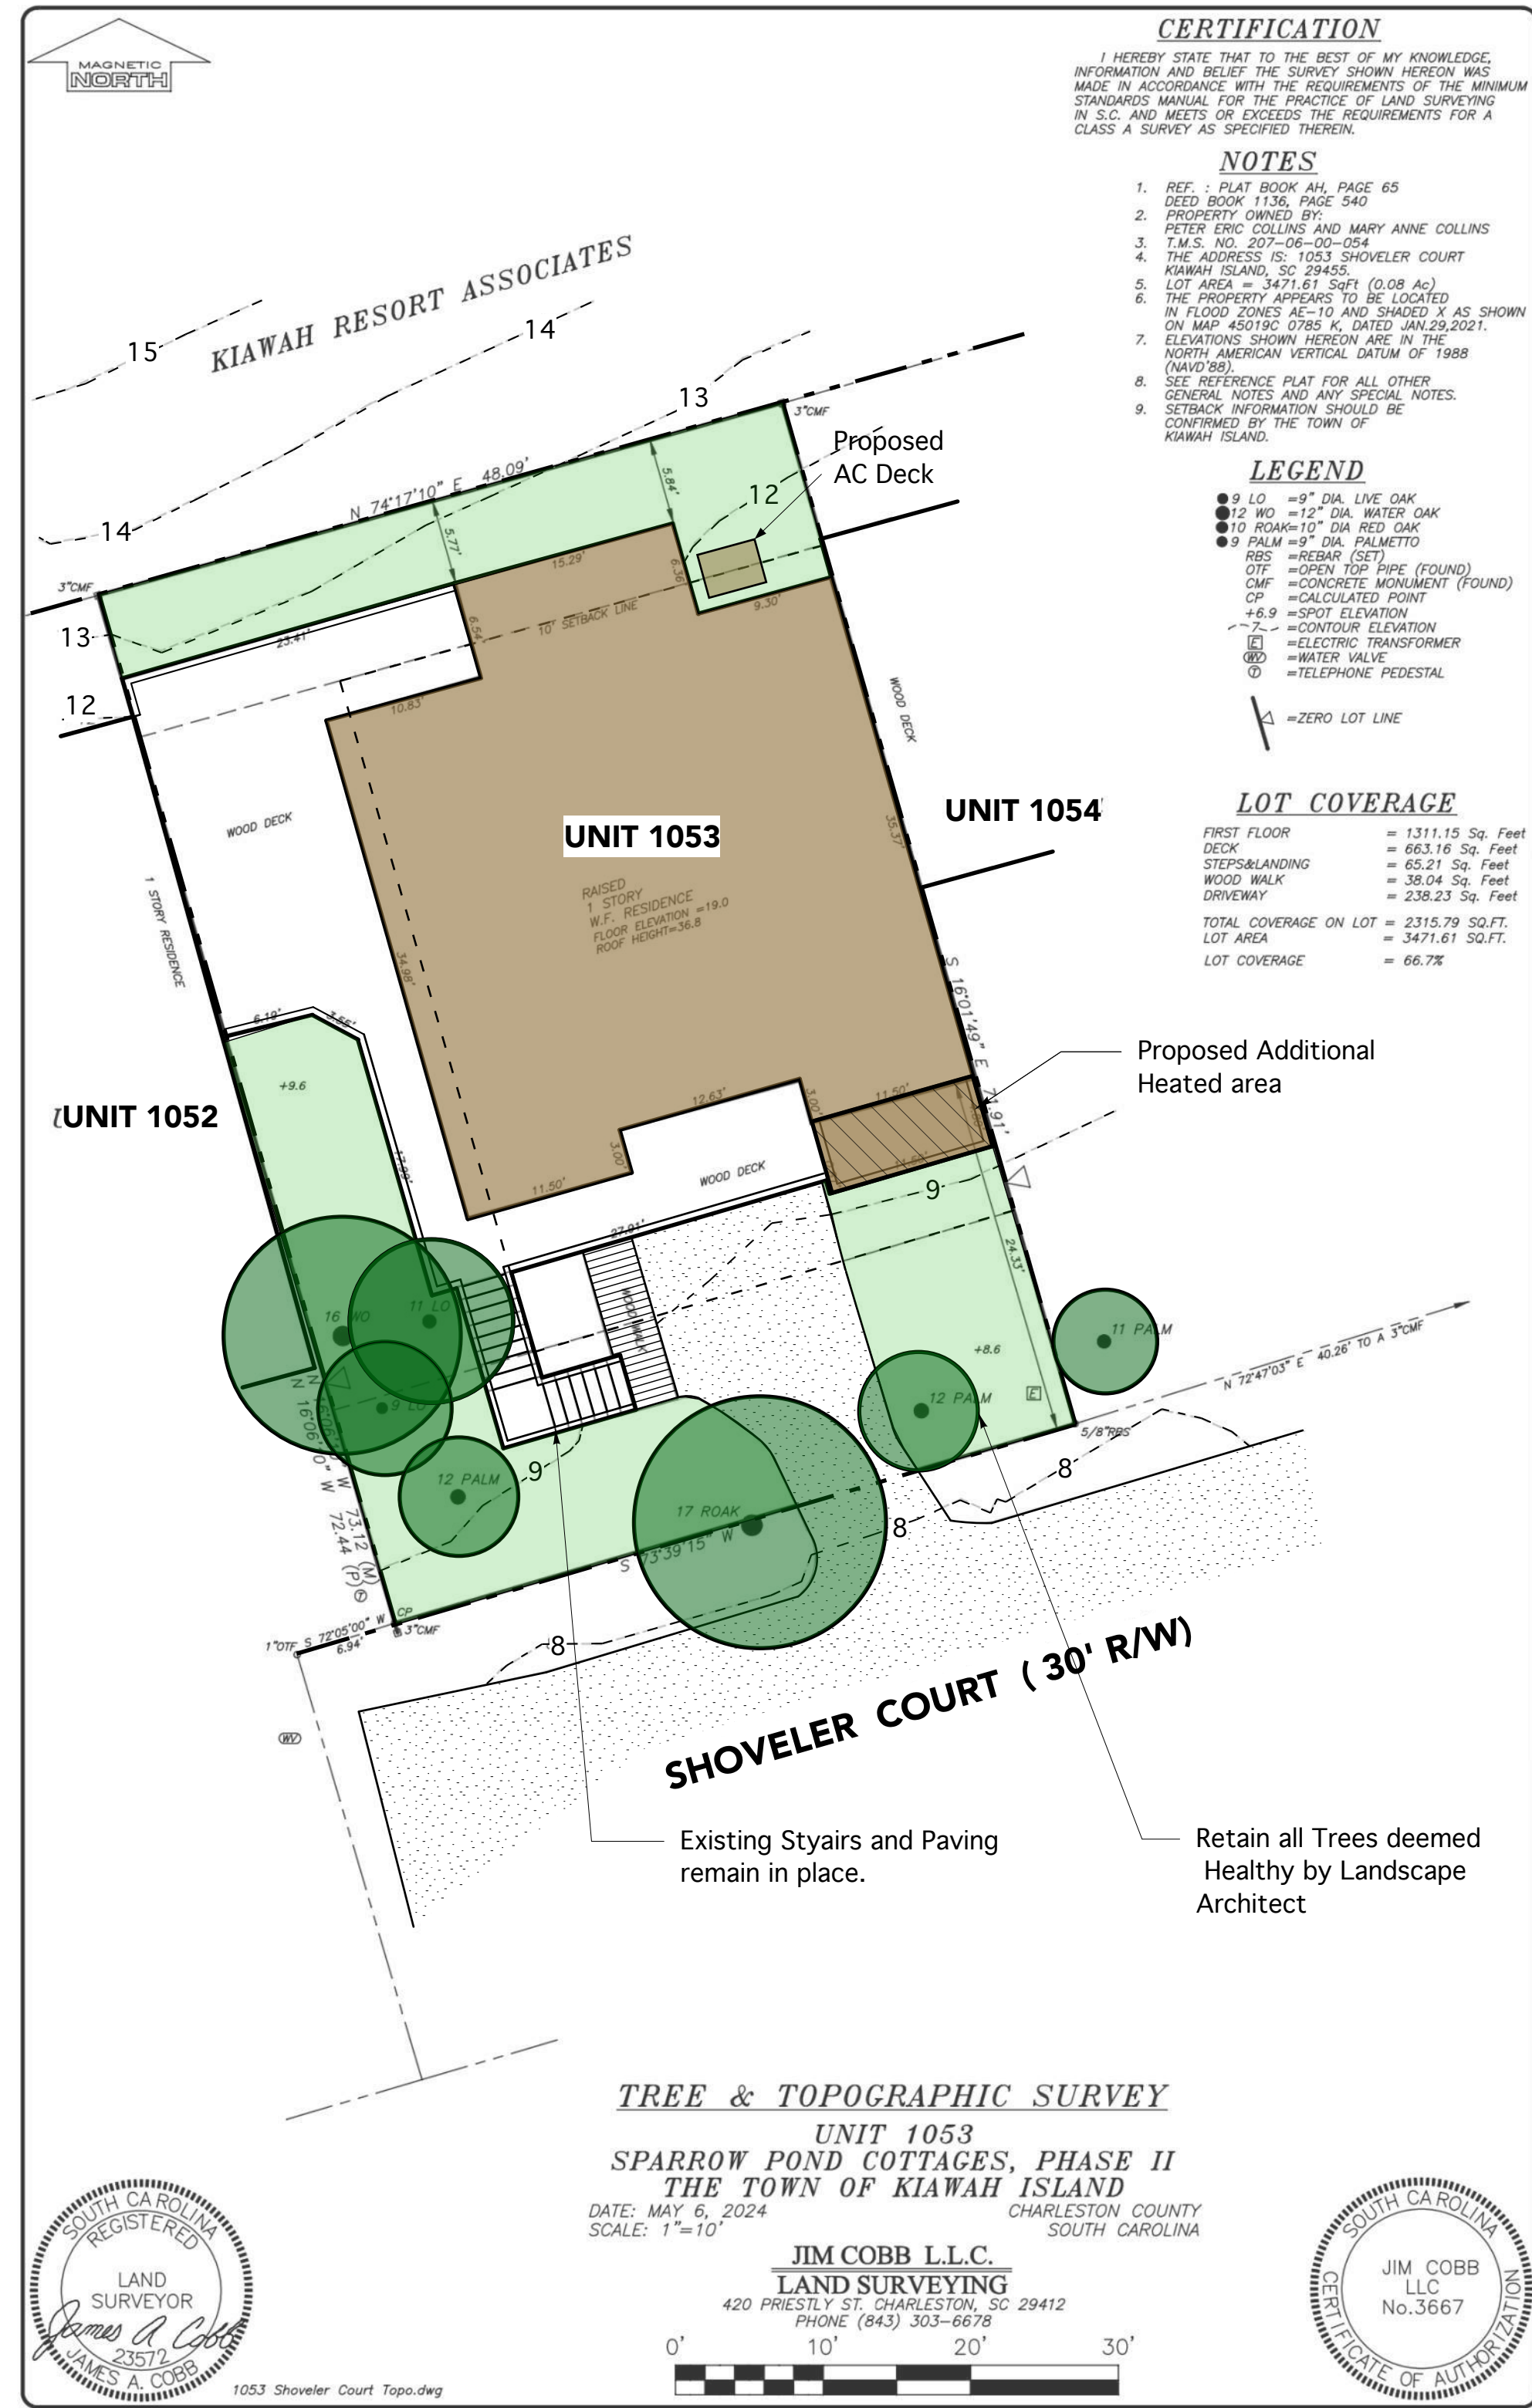 MAGNETIC
NORTH
CERTIFICATION
I HEREBY STATE THAT TO THE BEST OF MY KNOWLEDGE,
INFORMATION AND BELIEF THE SURVEY SHOWN HEREON WAS
MADE IN ACCORDANCE WITH THE REQUIREMENTS OF THE MINIMUM
STANDARDS MANUAL FOR THE PRACTICE OF LAND SURVEYING
IN S.C. AND MEETS OR EXCEEDS THE REQUIREMENTS FOR A
CLASS A SURVEY AS SPECIFIED THEREIN.
NOTES
1. REF. : PLAT BOOK AH, PAGE 65
DEED BOOK 1136, PAGE 540
2. PROPERTY OWNED BY:
PETER ERIC COLLINS AND MARY ANNE COLLINS
3. T.M.S. NO. 207-06-00-054
4. THE ADDRESS IS: 1053 SHOVELER COURT
KIAWAH ISLAND, SC 29455.
5. LOT AREA = 3471.61 SqFt (0.08 Ac)
6. THE PROPERTY APPEARS TO BE LOCATED
IN FLOOD ZONES AE-10 AND SHADED X AS SHOWN
ON MAP 45019C 0785 K, DATED JAN.29,2021.
7. ELEVATIONS SHOWN HEREON ARE IN THE
NORTH AMERICAN VERTICAL DATUM OF 1988
(NAVD'88).
8. SEE REFERENCE PLAT FOR ALL OTHER
GENERAL NOTES AND ANY SPECIAL NOTES.
9. SETBACK INFORMATION SHOULD BE
CONFIRMED BY THE TOWN OF
KIAWAH ISLAND.
LEGEND
9 LO =9" DIA. LIVE OAK
12 WO =12" DIA. WATER OAK
10 ROAK=10" DIA RED OAK
9 PALM =9" DIA. PALMETTO
RBS =REBAR (SET)
OTF =OPEN TOP PIPE (FOUND)
CMF =CONCRETE MONUMENT (FOUND)
CP =CALCULATED POINT
+6.9 =SPOT ELEVATION
7 =CONTOUR ELEVATION
E =ELECTRIC TRANSFORMER
WV =WATER VALVE
T =TELEPHONE PEDESTAL
=ZERO LOT LINE
LOT COVERAGE
FIRST FLOOR = 1311.15 Sq. Feet
DECK = 663.16 Sq. Feet
STEPS&LANDING = 65.21 Sq. Feet
WOOD WALK = 38.04 Sq. Feet
DRIVEWAY = 238.23 Sq. Feet
TOTAL COVERAGE ON LOT = 2315.79 SQ.FT.
LOT AREA = 3471.61 SQ.FT.
LOT COVERAGE = 66.7%
KIAWAH RESORT ASSOCIATES
15
14
13
3"CMF
Proposed
AC Deck
N 74°17'10" E 48.09'
5.84'
12
14
5.77'
15.29'
6.36'
3"CMF
9.30'
10' SETBACK LINE
13
23.41'
6.54'
12
10.83'
WOOD DECK
WOOD DECK
UNIT 1054
UNIT 1053
35.37'
RAISED
1 STORY
W.F. RESIDENCE
FLOOR ELEVATION =19.0
ROOF HEIGHT=36.8
1 STORY RESIDENCE
34.98'
S 16°01'49" E 71.91'
6.19'
3.55'
Proposed Additional
Heated area
+9.6
12.63'
3.00'
11.50'
UNIT 1052
17.99'
3.00'
11.50'
WOOD DECK
9
27.91'
24.33'
16 WO
11 LO
WOOD WALK
11 PALM
+8.6
9 LO
12 PALM
E
N 72°47'03" E 40.26' TO A 3"CMF
5/8"RBS
N 16°06'10" W 73.12 (M)
72.44 (P)
T
12 PALM
9
8
17 ROAK
8
S 73°39'15" W
CP
3"CMF
1"OTF
S 72°05'00" W
6.94'
8
WV
SHOVELER COURT ( 30' R/W)
Existing Styairs and Paving
remain in place.
Retain all Trees deemed
Healthy by Landscape
Architect
TREE & TOPOGRAPHIC SURVEY
UNIT 1053
SPARROW POND COTTAGES, PHASE II
THE TOWN OF KIAWAH ISLAND
DATE: MAY 6, 2024 CHARLESTON COUNTY
SCALE: 1"=10' SOUTH CAROLINA
JIM COBB L.L.C.
LAND SURVEYING
420 PRIESTLY ST. CHARLESTON, SC 29412
PHONE (843) 303-6678
0' 10' 20' 30'
SOUTH CAROLINA
REGISTERED
LAND
SURVEYOR
James A Cobb
23572
JAMES A. COBB
1053 Shoveler Court Topo.dwg
SOUTH CAROLINA
JIM COBB
LLC
No.3667
CERTIFICATE OF AUTHORIZATION